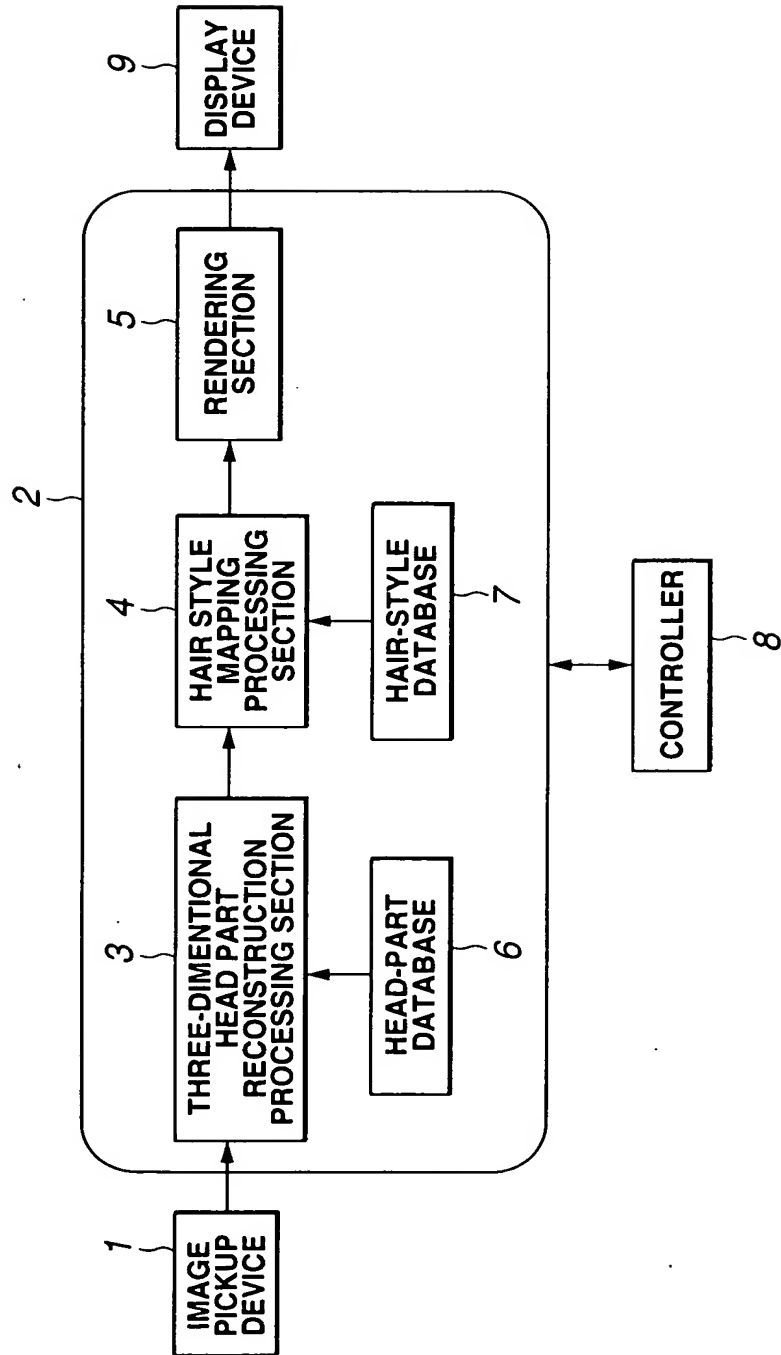 1
IMAGE
PICKUP
DEVICE
2
3
THREE-DIMENTIONAL
HEAD PART
RECONSTRUCTION
PROCESSING SECTION
4
HAIR STYLE
MAPPING
PROCESSING
SECTION
5
RENDERING
SECTION
9
DISPLAY
DEVICE
HEAD-PART
DATABASE
6
HAIR-STYLE
DATABASE
7
CONTROLLER
8